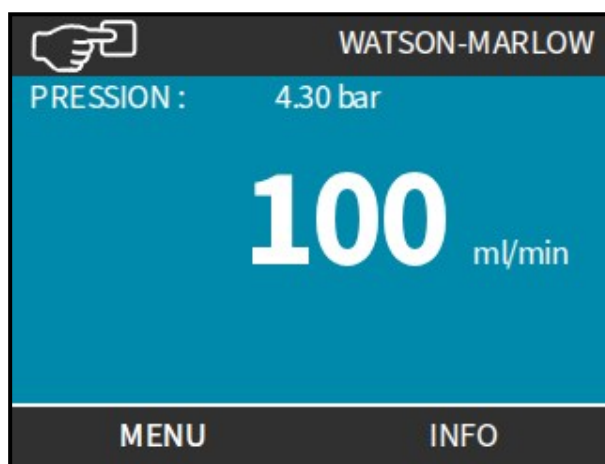 WATSON-MARLOW
PRESSION : 4.30 bar
100 ml/min
MENU INFO